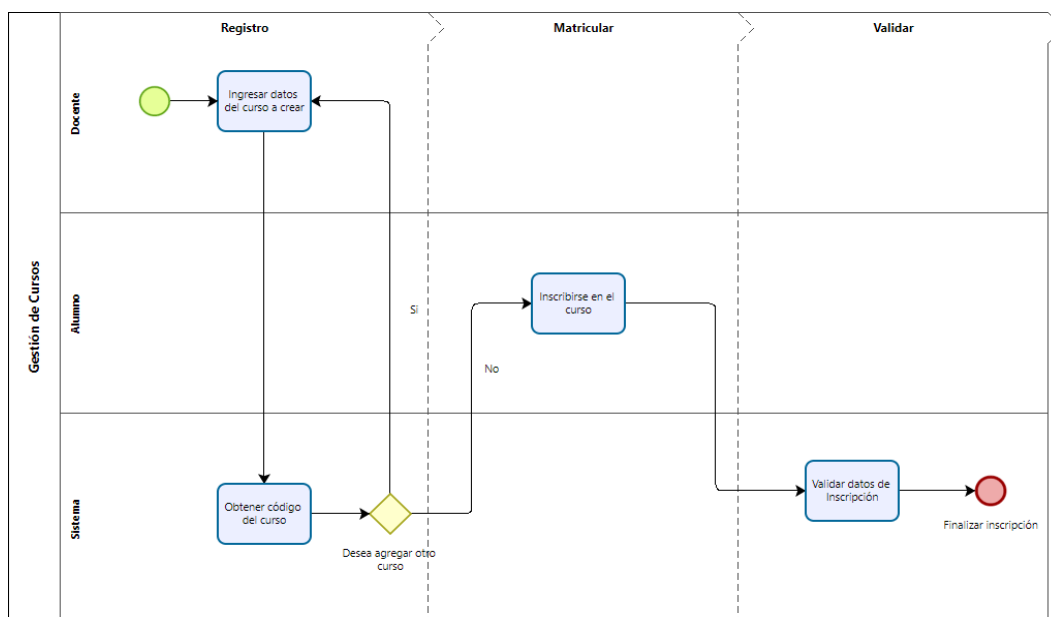 Registro
Matricular
Validar
Gestión de Cursos
Docente
Ingresar datos
del curso a crear
Alumno
Si
Inscribirse en el
curso
No
Sistema
Obtener código
del curso
Desea agregar otro
curso
Validar datos de
Inscripción
Finalizar inscripción